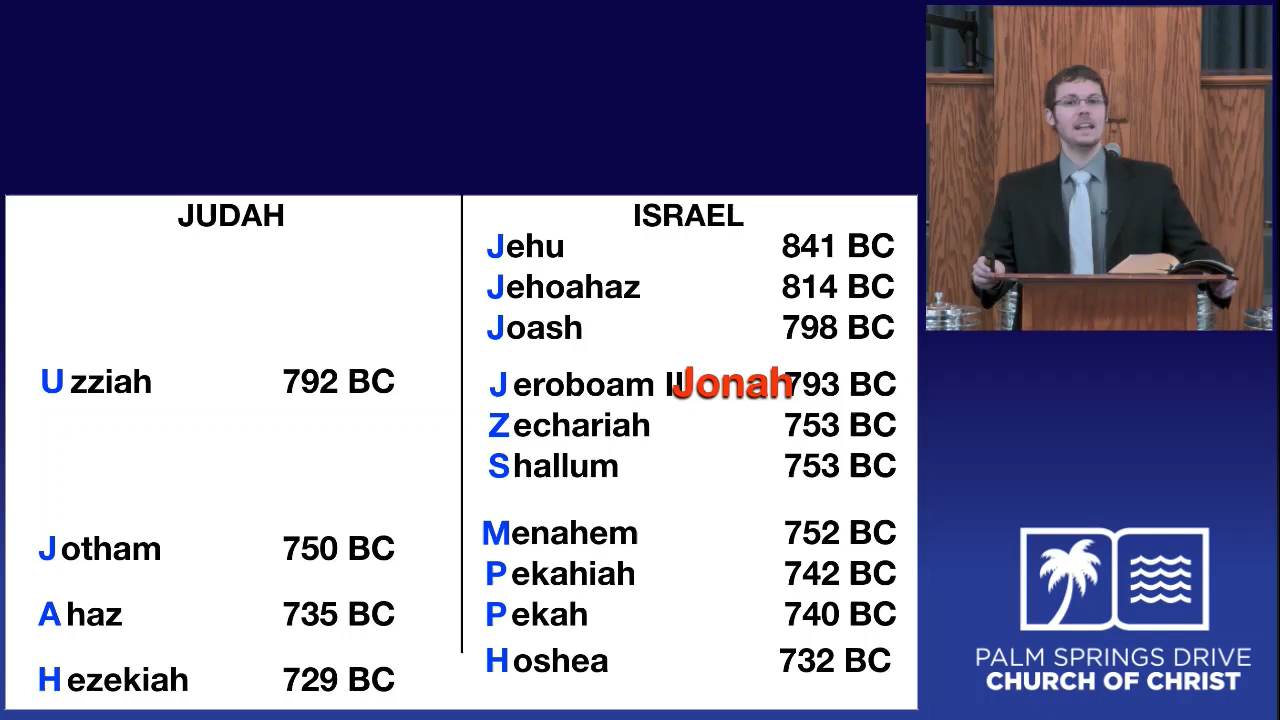 JUDAH
Uzziah 792 BC
Jotham 750 BC
Ahaz 735 BC
Hezekiah 729 BC
ISRAEL
Jehu 841 BC
Jehoahaz 814 BC
Joash 798 BC
Jeroboam II Jonah 793 BC
Zechariah 753 BC
Shallum 753 BC
Menahem 752 BC
Pekahiah 742 BC
Pekah 740 BC
Hoshea 732 BC
PALM SPRINGS DRIVE
CHURCH OF CHRIST